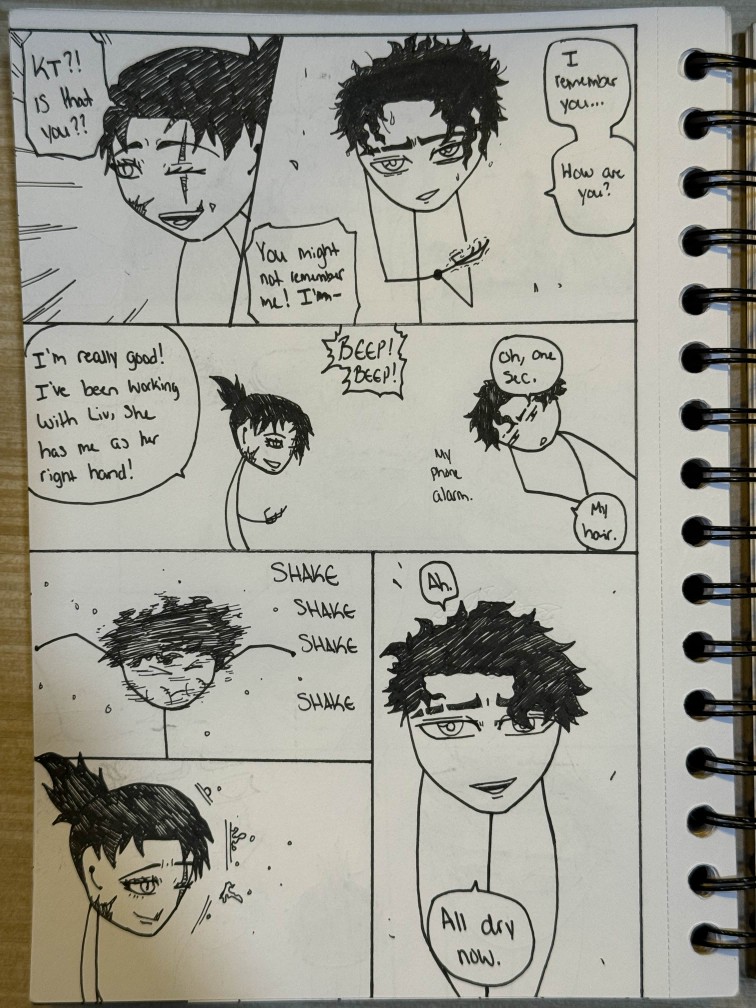 KT?!
is that
you??
You might
not remember
me! I'm-
I
remember
you...
How are
you?
I'm really good!
I've been working
with Liv, She
has me as her
right hand!
BEEP!
BEEP!
Oh, one
sec.
My
phone
alarm.
My
hair.
SHAKE
SHAKE
SHAKE
SHAKE
Ah.
All dry
now.